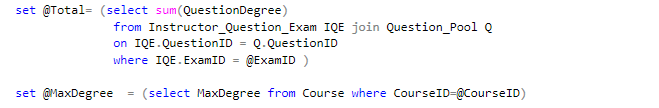 set @Total= (select sum(QuestionDegree)
from Instructor_Question_Exam IQE join Question_Pool Q
on IQE.QuestionID = Q.QuestionID
where IQE.ExamID = @ExamID )
set @MaxDegree  = (select MaxDegree from Course where CourseID=@CourseID)